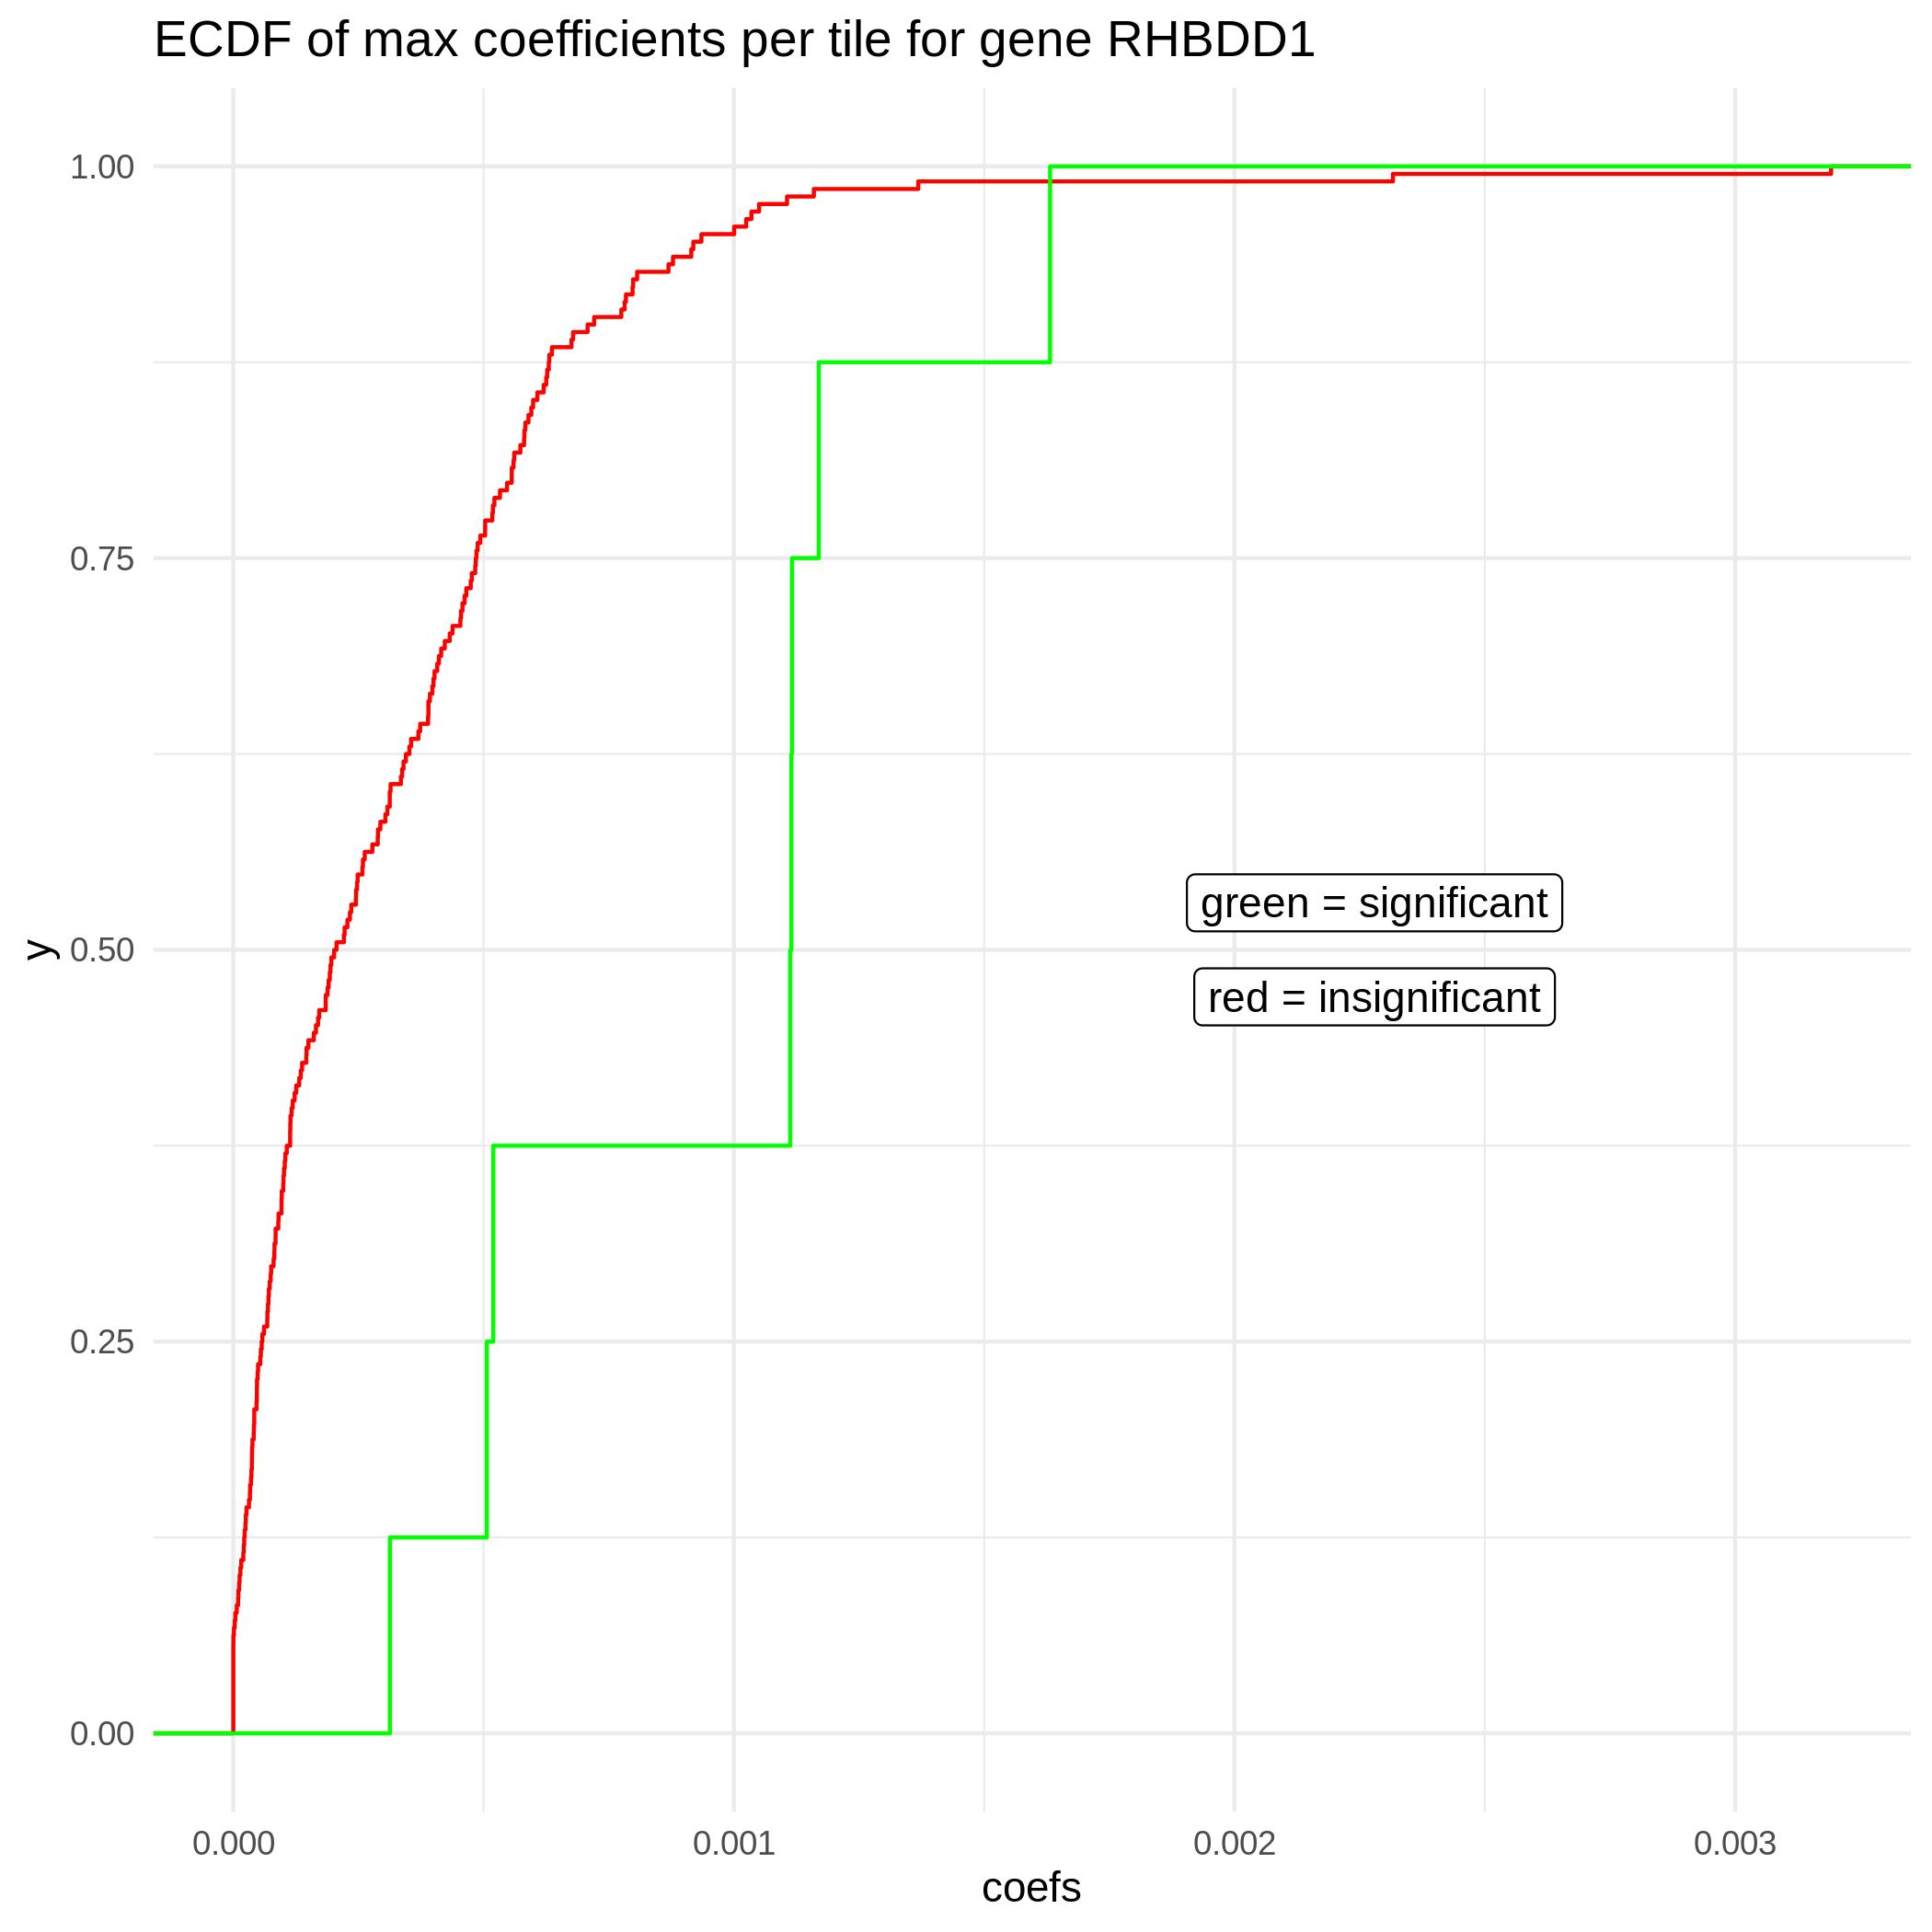 ECDF of max coefficients per tile for gene RHBDD1
1.00
0.75
0.50
0.25
0.00
y
green = significant
red = insignificant
0.000 0.001 0.002 0.003
coefs